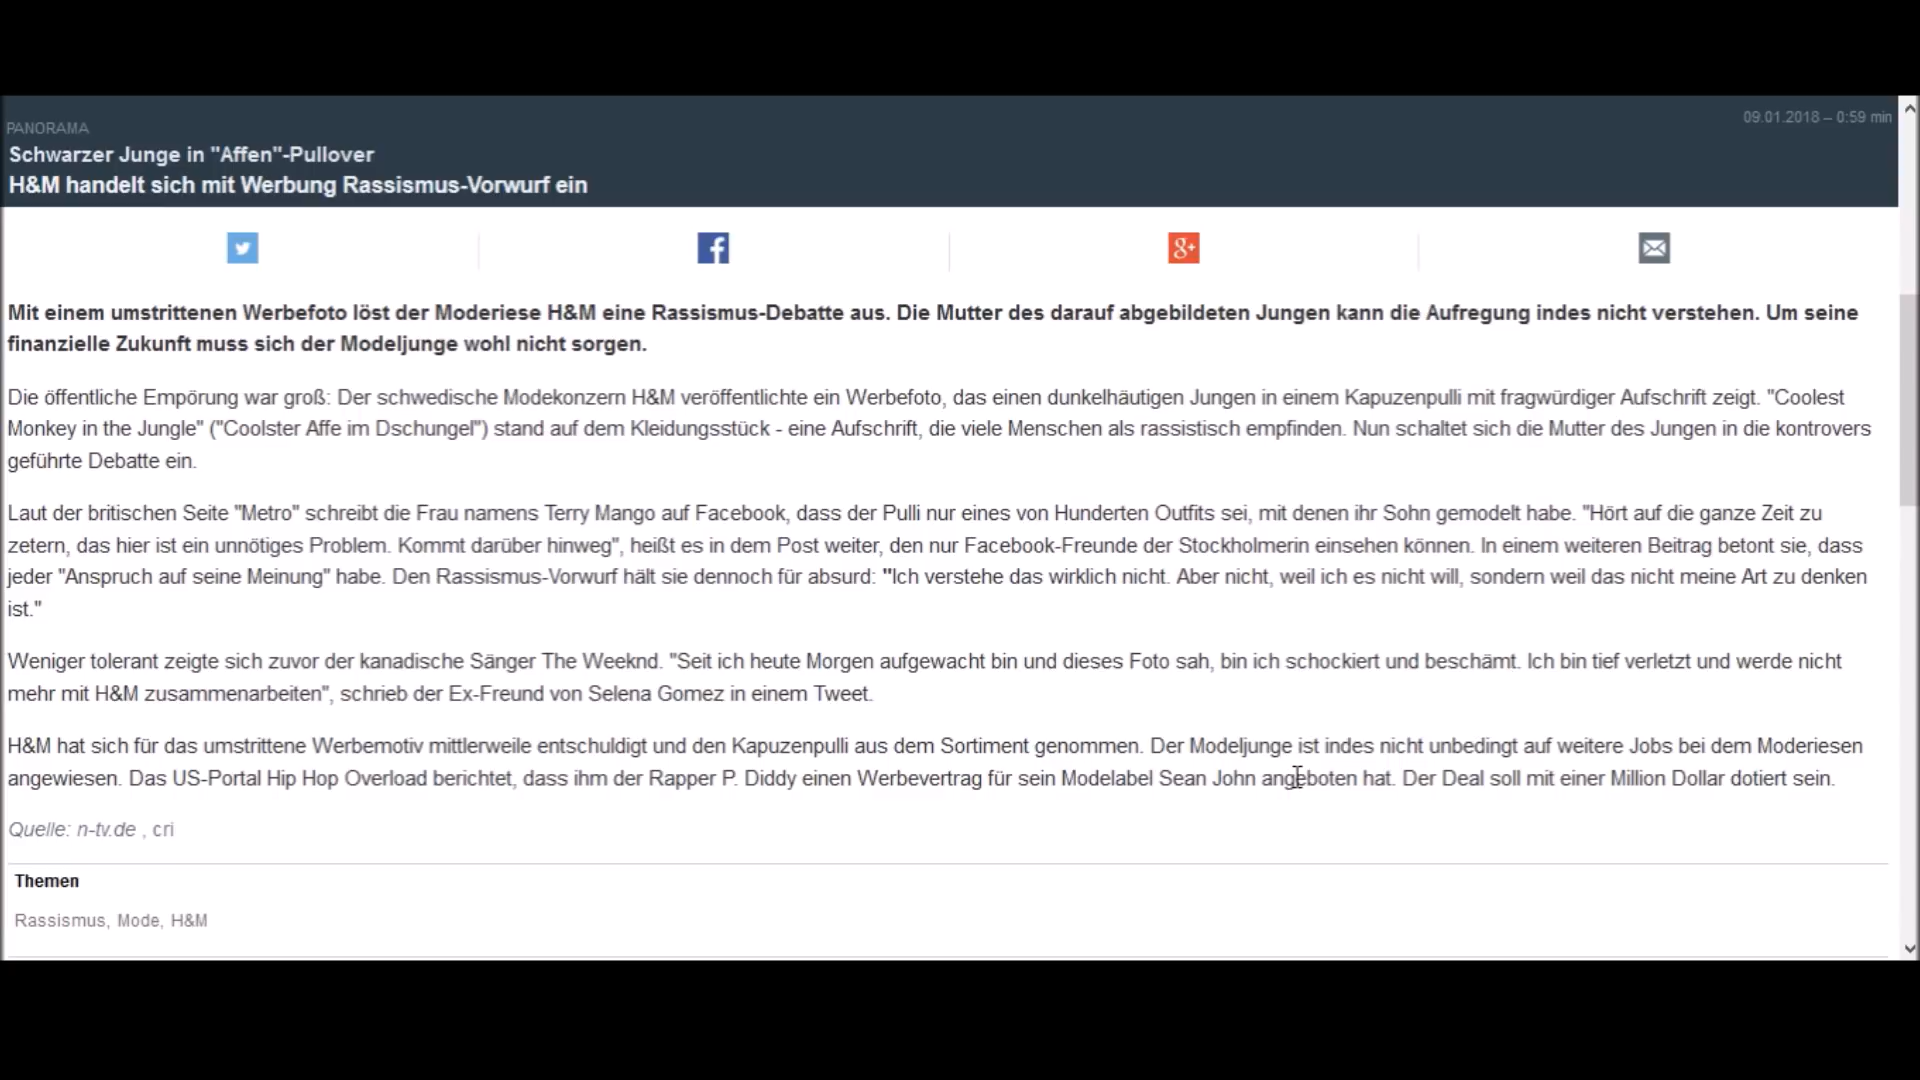 PANORAMA
09.01.2018 – 0:59 min
Schwarzer Junge in "Affen"-Pullover
H&M handelt sich mit Werbung Rassismus-Vorwurf ein
Mit einem umstrittenen Werbefoto löst der Moderiese H&M eine Rassismus-Debatte aus. Die Mutter des darauf abgebildeten Jungen kann die Aufregung indes nicht verstehen. Um seine
finanzielle Zukunft muss sich der Modeljunge wohl nicht sorgen.
Die öffentliche Empörung war groß: Der schwedische Modekonzern H&M veröffentlichte ein Werbefoto, das einen dunkelhäutigen Jungen in einem Kapuzenpulli mit fragwürdiger Aufschrift zeigt. "Coolest
Monkey in the Jungle" ("Coolster Affe im Dschungel") stand auf dem Kleidungsstück - eine Aufschrift, die viele Menschen als rassistisch empfinden. Nun schaltet sich die Mutter des Jungen in die kontrovers
geführte Debatte ein.
Laut der britischen Seite "Metro" schreibt die Frau namens Terry Mango auf Facebook, dass der Pulli nur eines von Hunderten Outfits sei, mit denen ihr Sohn gemodelt habe. "Hört auf die ganze Zeit zu
zetern, das hier ist ein unnötiges Problem. Kommt darüber hinweg", heißt es in dem Post weiter, den nur Facebook-Freunde der Stockholmerin einsehen können. In einem weiteren Beitrag betont sie, dass
jeder "Anspruch auf seine Meinung" habe. Den Rassismus-Vorwurf hält sie dennoch für absurd: "Ich verstehe das wirklich nicht. Aber nicht, weil ich es nicht will, sondern weil das nicht meine Art zu denken
ist."
Weniger tolerant zeigte sich zuvor der kanadische Sänger The Weeknd. "Seit ich heute Morgen aufgewacht bin und dieses Foto sah, bin ich schockiert und beschämt. Ich bin tief verletzt und werde nicht
mehr mit H&M zusammenarbeiten", schrieb der Ex-Freund von Selena Gomez in einem Tweet.
H&M hat sich für das umstrittene Werbemotiv mittlerweile entschuldigt und den Kapuzenpulli aus dem Sortiment genommen. Der Modeljunge ist indes nicht unbedingt auf weitere Jobs bei dem Moderiesen
angewiesen. Das US-Portal Hip Hop Overload berichtet, dass ihm der Rapper P. Diddy einen Werbevertrag für sein Modelabel Sean John angeboten hat. Der Deal soll mit einer Million Dollar dotiert sein.
Quelle: n-tv.de , cri
Themen
Rassismus, Mode, H&M